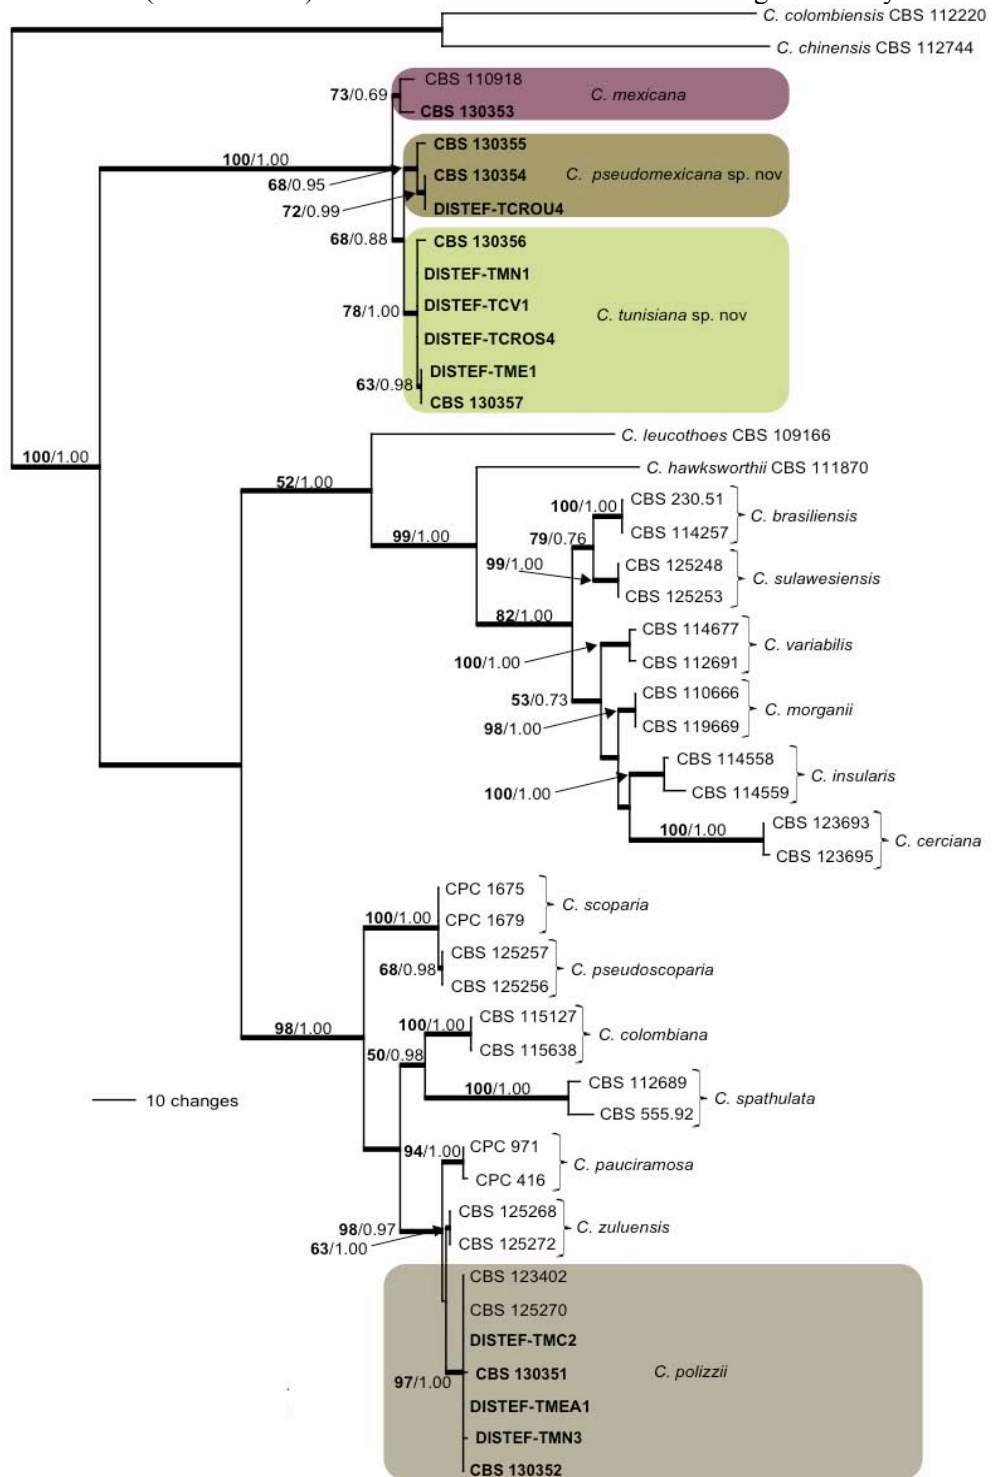 C. colombiensis CBS 112220
C. chinensis CBS 112744
CBS 110918
73/0.69
C. mexicana
CBS 130353
CBS 130355
100/1.00
CBS 130354
C. pseudomexicana sp. nov
68/0.95
72/0.99
DISTEF-TCROU4
68/0.88
CBS 130356
DISTEF-TMN1
DISTEF-TCV1
78/1.00
C. tunisiana sp. nov
DISTEF-TCROS4
DISTEF-TME1
63/0.98
CBS 130357
C. leucothoes CBS 109166
100/1.00
C. hawksworthii CBS 111870
52/1.00
CBS 230.51
100/1.00
C. brasiliensis
CBS 114257
99/1.00
79/0.76
CBS 125248
99/1.00
C. sulawesiensis
CBS 125253
82/1.00
CBS 114677
C. variabilis
100/1.00
CBS 112691
CBS 110666
53/0.73
C. morganii
98/1.00
CBS 119669
CBS 114558
C. insularis
100/1.00
CBS 114559
CBS 123693
100/1.00
C. cerciana
CBS 123695
CPC 1675
C. scoparia
100/1.00
CPC 1679
CBS 125257
68/0.98
C. pseudoscoparia
CBS 125256
CBS 115127
98/1.00
100/1.00
C. colombiana
CBS 115638
50/0.98
CBS 112689
100/1.00
C. spathulata
10 changes
CBS 555.92
CPC 971
94/1.00
C. pauciramosa
CPC 416
CBS 125268
98/0.97
C. zuluensis
63/1.00
CBS 125272
CBS 123402
CBS 125270
DISTEF-TMC2
CBS 130351
C. polizzii
97/1.00
DISTEF-TMEA1
DISTEF-TMN3
CBS 130352